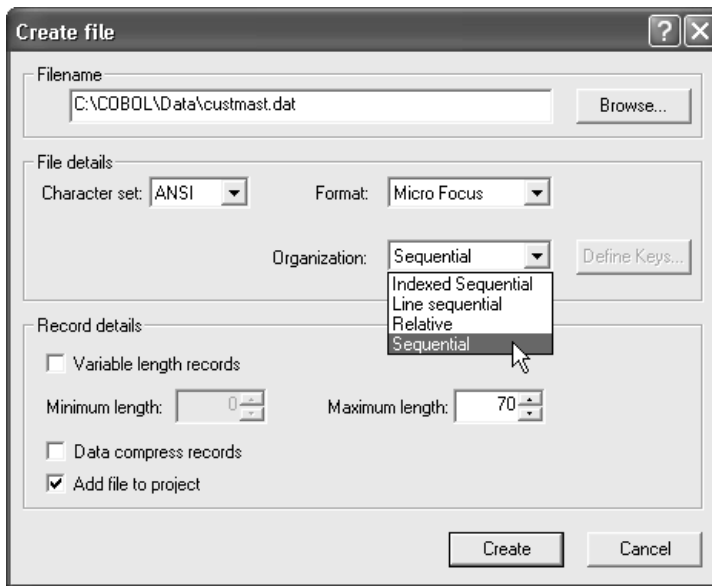 Create file
Filename
C:\COBOL\Data\custmast.dat
Browse...
File details
Character set: ANSI Format: Micro Focus
Organization: Sequential Define Keys...
Indexed Sequential
Line sequential
Relative
Sequential
Record details
Variable length records
Minimum length: 0 Maximum length: 70
Data compress records
Add file to project
Create Cancel